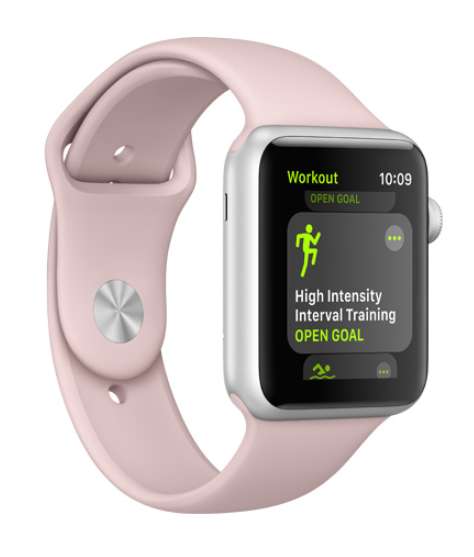 Workout 10:09
OPEN GOAL
High Intensity
Interval Training
OPEN GOAL